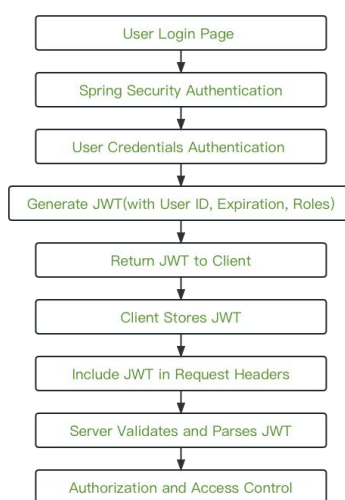 User Login Page
Spring Security Authentication
User Credentials Authentication
Generate JWT(with User ID, Expiration, Roles)
Return JWT to Client
Client Stores JWT
Include JWT in Request Headers
Server Validates and Parses JWT
Authorization and Access Control